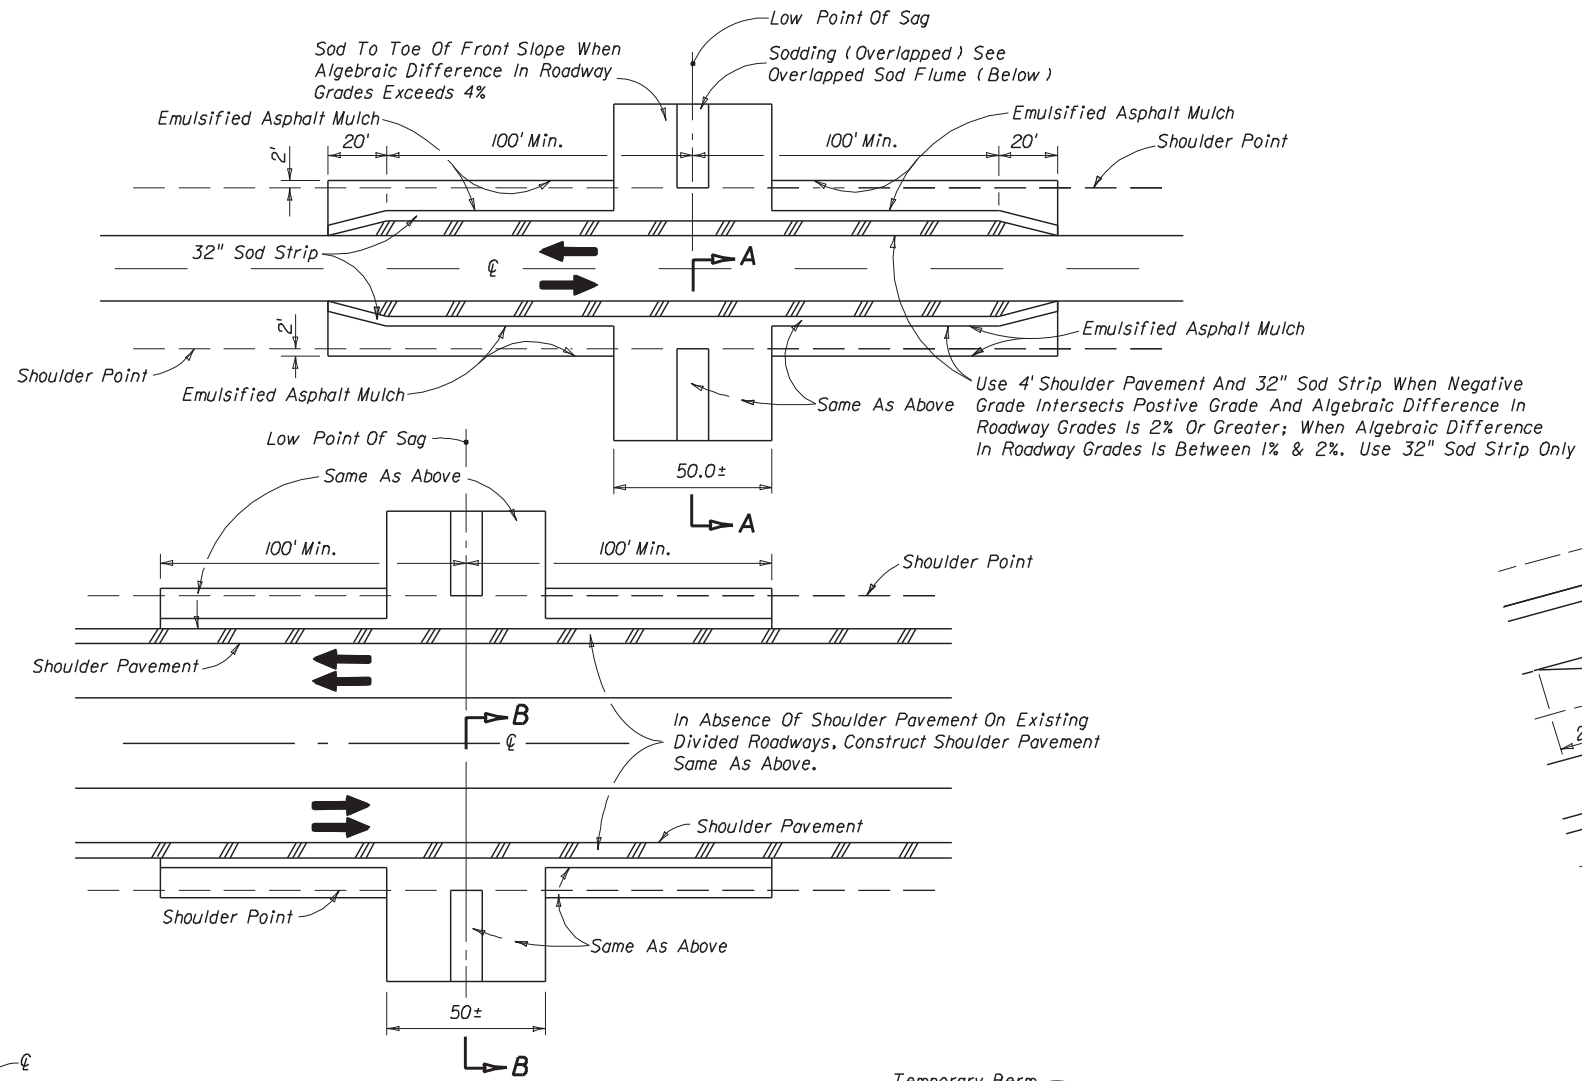 Low Point Of Sag
Sod To Toe Of Front Slope When
Algebraic Difference In Roadway
Grades Exceeds 4%
Sodding (Overlapped) See
Overlapped Sod Flume (Below)
Emulsified Asphalt Mulch
Emulsified Asphalt Mulch
Shoulder Point
2'
20'
100' Min.
100' Min.
20'
32" Sod Strip
℄
A
2'
Emulsified Asphalt Mulch
Shoulder Point
Emulsified Asphalt Mulch
Same As Above
Use 4' Shoulder Pavement And 32" Sod Strip When Negative
Grade Intersects Postive Grade And Algebraic Difference In
Roadway Grades Is 2% Or Greater; When Algebraic Difference
In Roadway Grades Is Between 1% & 2%. Use 32" Sod Strip Only
50.0±
A
Low Point Of Sag
Same As Above
100' Min.
100' Min.
Shoulder Point
Shoulder Pavement
B
℄
In Absence Of Shoulder Pavement On Existing
Divided Roadways, Construct Shoulder Pavement
Same As Above.
Shoulder Pavement
Shoulder Point
Same As Above
50±
B
℄
Temporary Berm
2